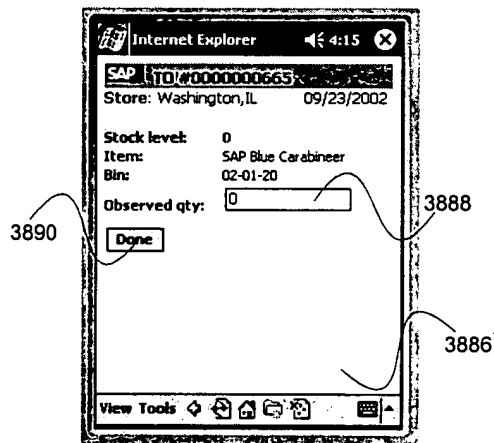 Internet Explorer 4:15
SAP TO #0000000665
Store: Washington,IL 09/23/2002
Stock level: 0
Item: SAP Blue Carabineer
Bin: 02-01-20
Observed qty: 0
3888
3890
Done
3886
View Tools